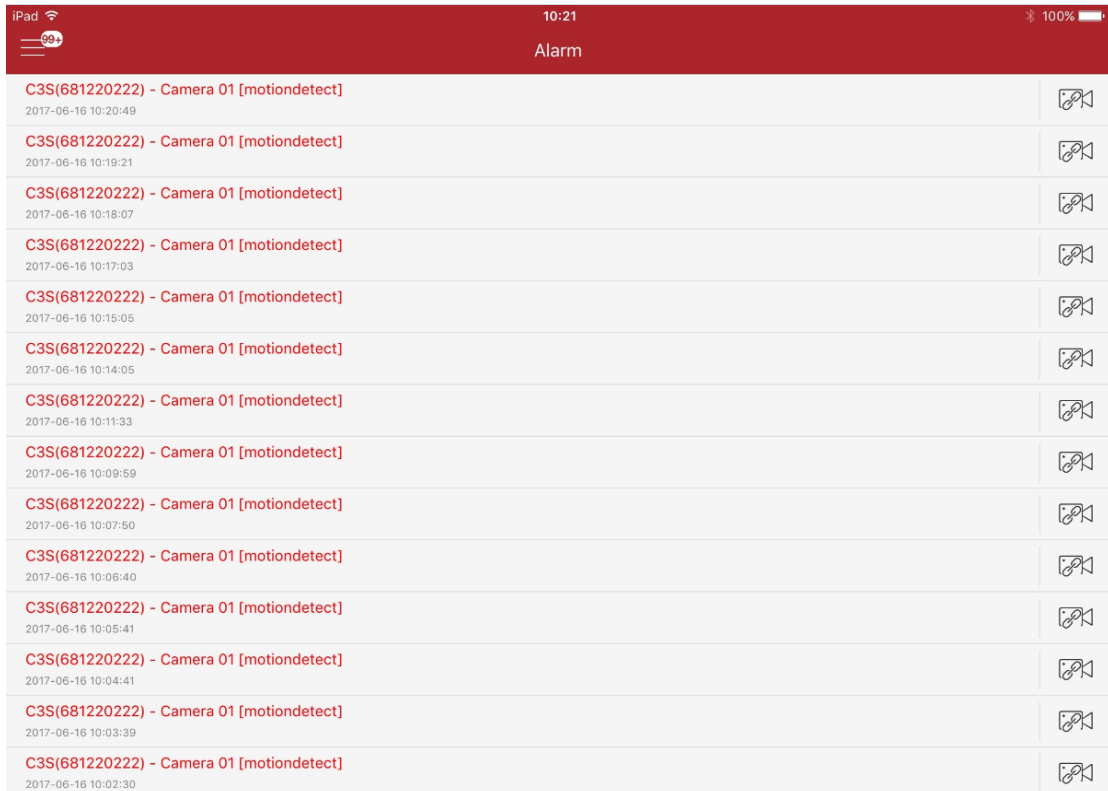 iPad 10:21 100%
99+
Alarm
C3S(681220222) - Camera 01 [motiondetect]
2017-06-16 10:20:49
C3S(681220222) - Camera 01 [motiondetect]
2017-06-16 10:19:21
C3S(681220222) - Camera 01 [motiondetect]
2017-06-16 10:18:07
C3S(681220222) - Camera 01 [motiondetect]
2017-06-16 10:17:03
C3S(681220222) - Camera 01 [motiondetect]
2017-06-16 10:15:05
C3S(681220222) - Camera 01 [motiondetect]
2017-06-16 10:14:05
C3S(681220222) - Camera 01 [motiondetect]
2017-06-16 10:11:33
C3S(681220222) - Camera 01 [motiondetect]
2017-06-16 10:09:59
C3S(681220222) - Camera 01 [motiondetect]
2017-06-16 10:07:50
C3S(681220222) - Camera 01 [motiondetect]
2017-06-16 10:06:40
C3S(681220222) - Camera 01 [motiondetect]
2017-06-16 10:05:41
C3S(681220222) - Camera 01 [motiondetect]
2017-06-16 10:04:41
C3S(681220222) - Camera 01 [motiondetect]
2017-06-16 10:03:39
C3S(681220222) - Camera 01 [motiondetect]
2017-06-16 10:02:30